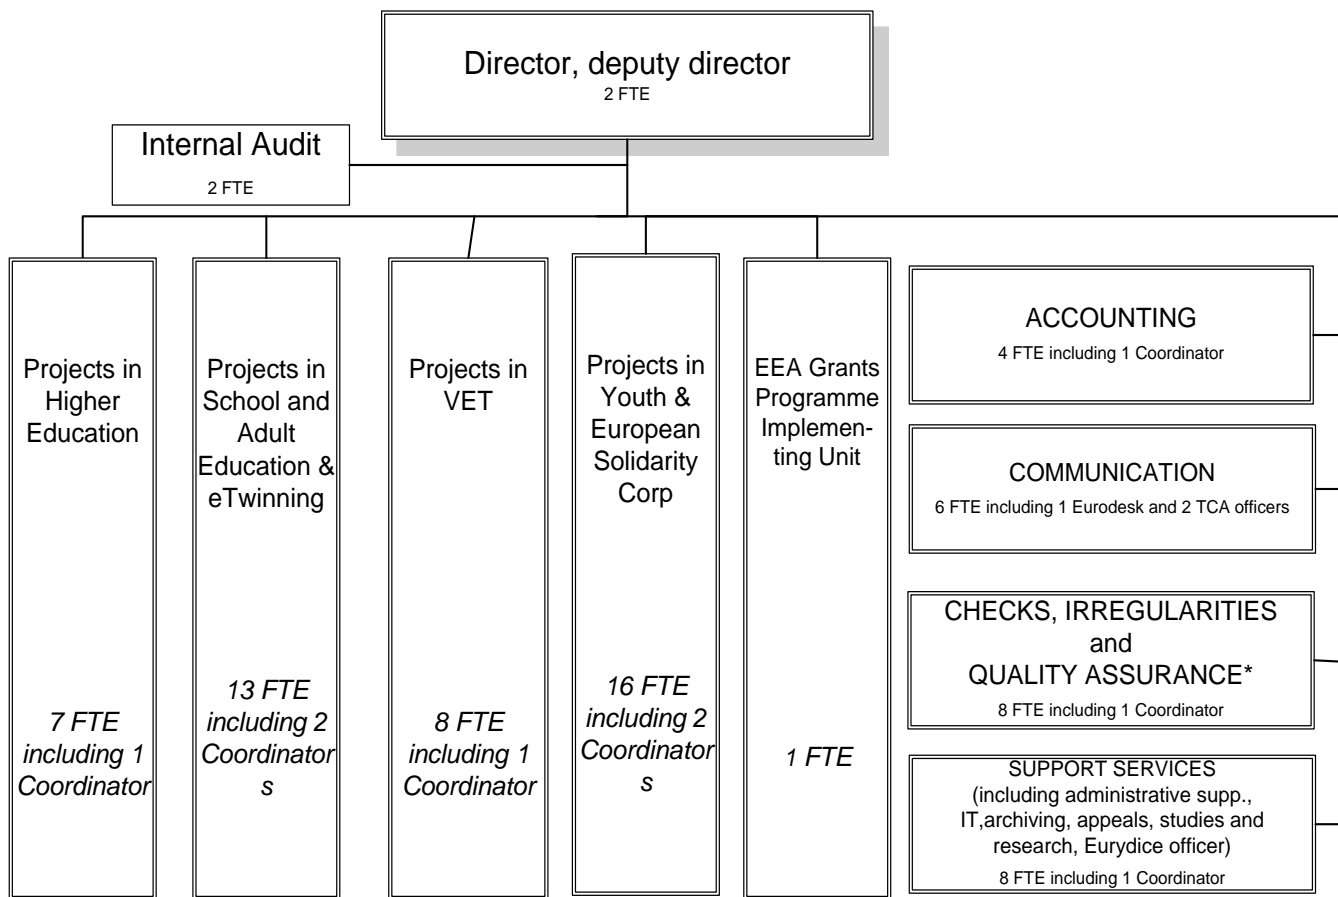 Director, deputy director
2 FTE
Internal Audit
2 FTE
Projects in
Higher
Education
7 FTE
including 1
Coordinator
Projects in
School and
Adult
Education &
eTwinning
13 FTE
including 2
Coordinator
s
Projects in
VET
8 FTE
including 1
Coordinator
Projects in
Youth &
European
Solidarity
Corp
16 FTE
including 2
Coordinator
s
EEA Grants
Programme
Implemen-
ting Unit
1 FTE
ACCOUNTING
4 FTE including 1 Coordinator
COMMUNICATION
6 FTE including 1 Eurodesk and 2 TCA officers
CHECKS, IRREGULARITIES
and
QUALITY ASSURANCE*
8 FTE including 1 Coordinator
SUPPORT SERVICES
(including administrative supp.,
IT,archiving, appeals, studies and
research, Eurydice officer)
8 FTE including 1 Coordinator